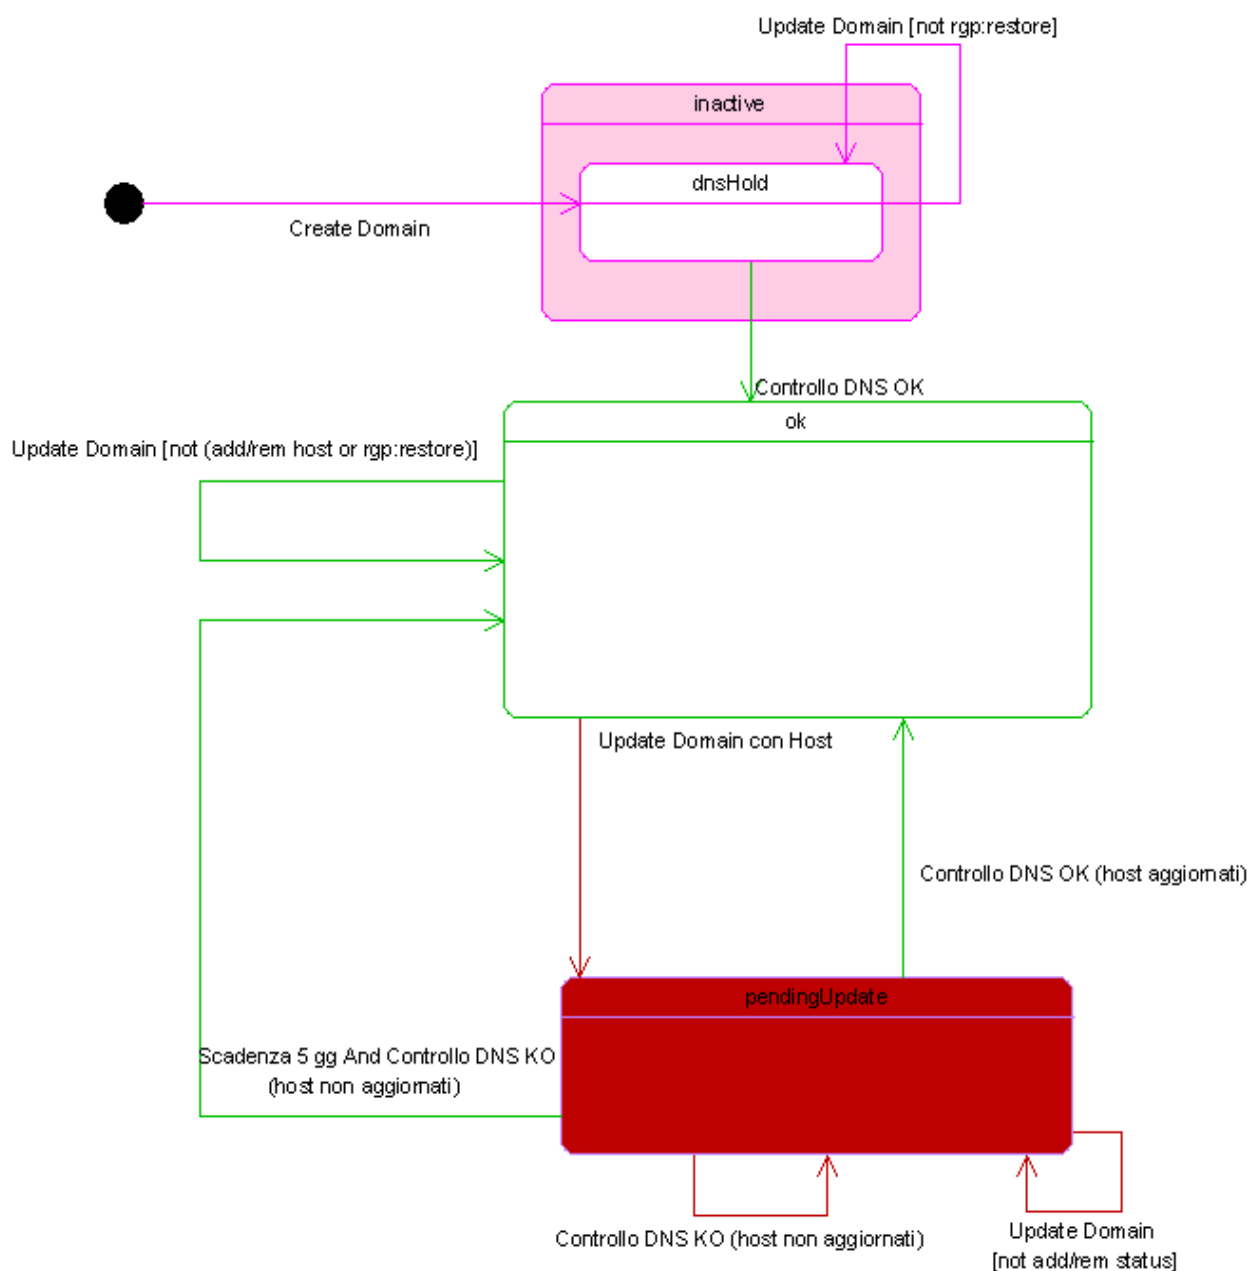 Update Domain [not rgp:restore]
inactive
dnsHold
Create Domain
Controllo DNS OK
ok
Update Domain [not (add/rem host or rgp:restore)]
Update Domain con Host
Controllo DNS OK (host aggiornati)
pendingUpdate
Scadenza 5 gg And Controllo DNS KO
(host non aggiornati)
Controllo DNS KO (host non aggiornati)
Update Domain
[not add/rem status]